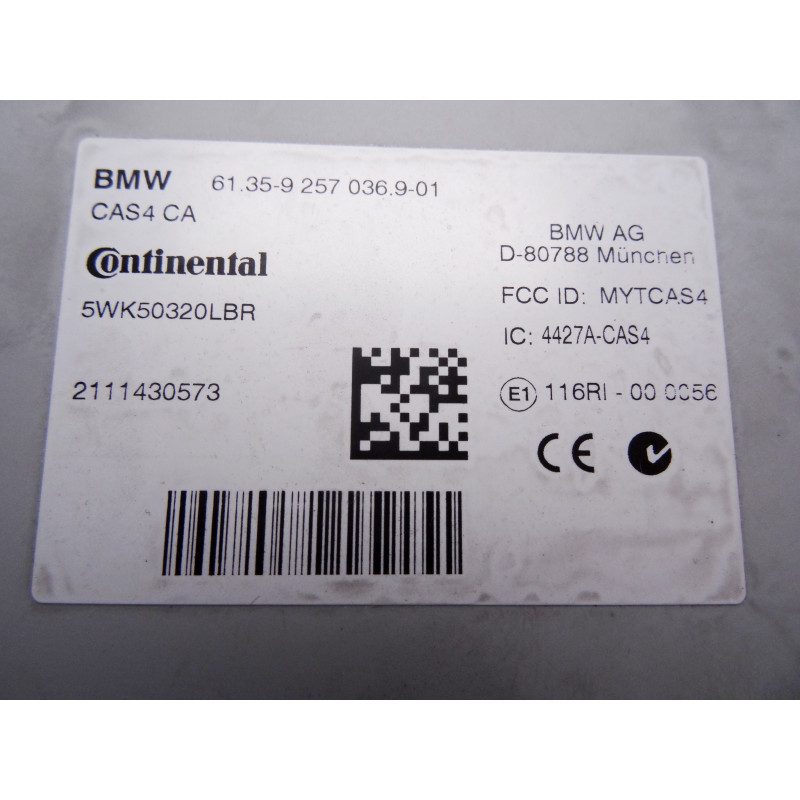 BMW 61.35-9 257 036.9-01
CAS4 CA
Continental
5WK50320LBR
2111430573
BMW AG
D-80788 München
FCC ID: MYTCAS4
IC: 4427A-CAS4
E1 116RI - 00 0056
CE